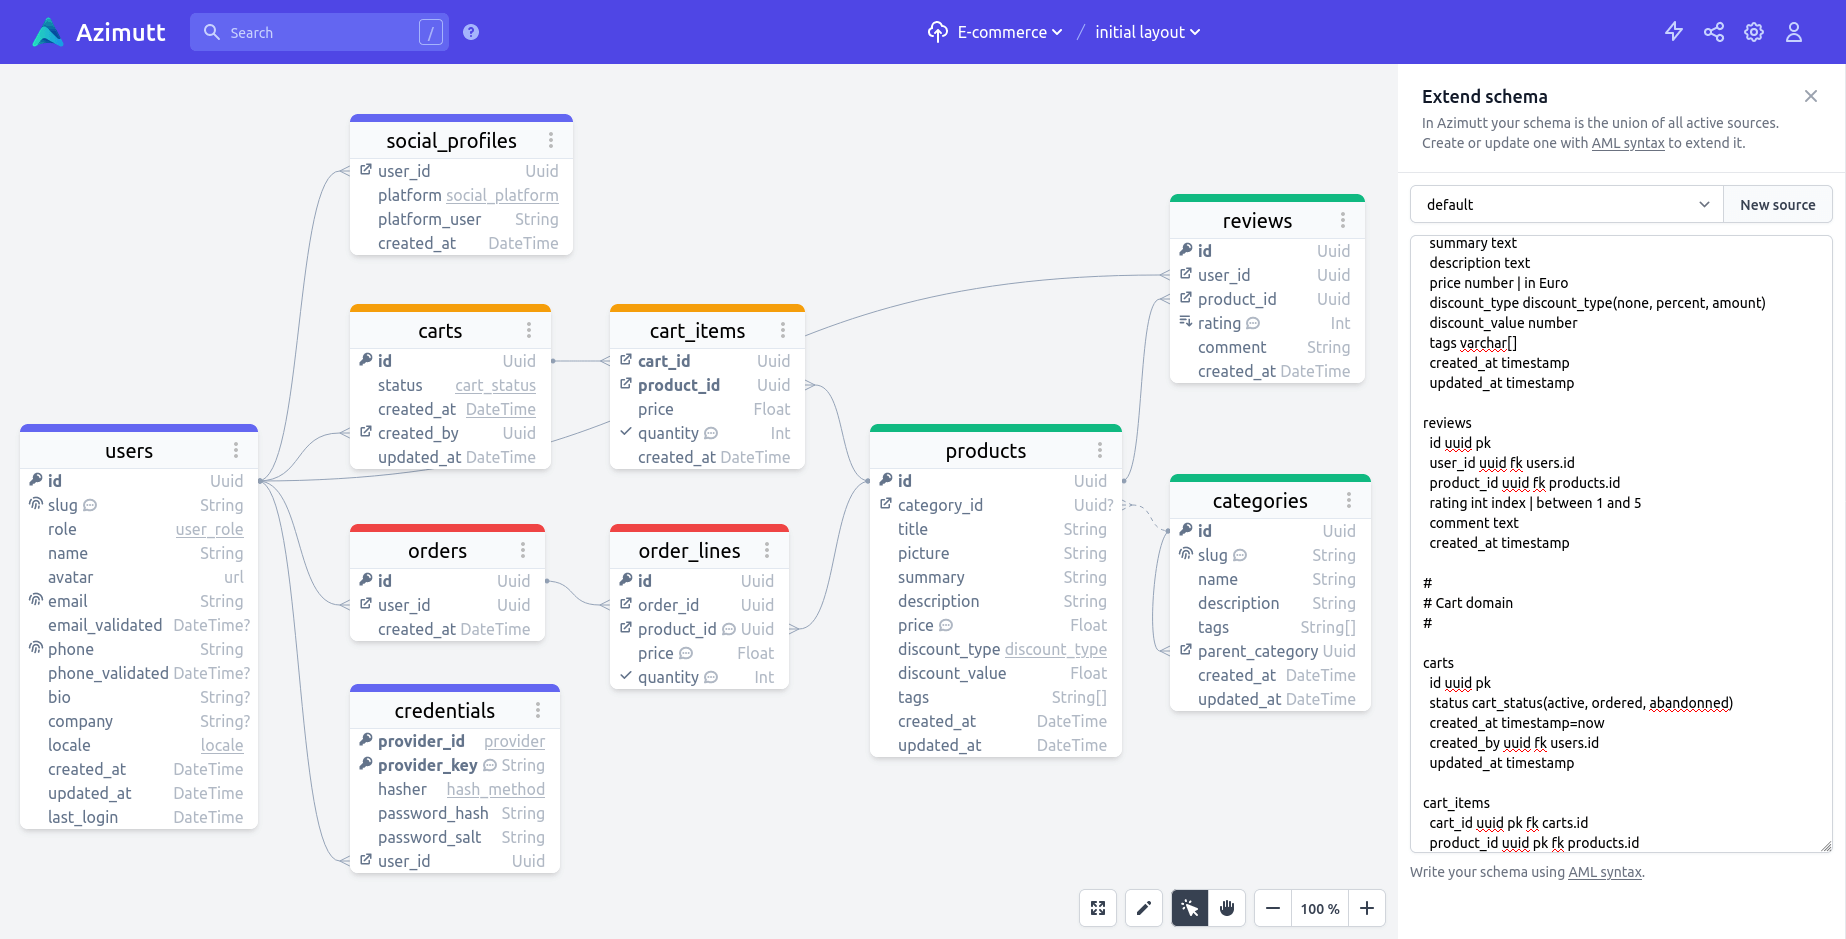 Azimutt
Search
/
?
E-commerce
/
initial layout
social_profiles
user_id Uuid
platform social_platform
platform_user String
created_at DateTime
carts
id Uuid
status cart_status
created_at DateTime
created_by Uuid
updated_at DateTime
cart_items
cart_id Uuid
product_id Uuid
price Float
quantity Int
created_at DateTime
reviews
id Uuid
user_id Uuid
product_id Uuid
rating Int
comment String
created_at DateTime
users
id Uuid
slug String
role user_role
name String
avatar url
email String
email_validated DateTime?
phone String
phone_validated DateTime?
bio String?
company String?
locale locale
created_at DateTime
updated_at DateTime
last_login DateTime
orders
id Uuid
user_id Uuid
created_at DateTime
order_lines
id Uuid
order_id Uuid
product_id Uuid
price Float
quantity Int
products
id Uuid
category_id Uuid?
title String
picture String
summary String
description String
price Float
discount_type discount_type
discount_value Float
tags String[]
created_at DateTime
updated_at DateTime
categories
id Uuid
slug String
name String
description String
tags String[]
parent_category Uuid
created_at DateTime
updated_at DateTime
credentials
provider_id provider
provider_key String
hasher hash_method
password_hash String
password_salt String
user_id Uuid
100 %
Extend schema
In Azimutt your schema is the union of all active sources.
Create or update one with AML syntax to extend it.
default
New source
summary text
description text
price number | in Euro
discount_type discount_type(none, percent, amount)
discount_value number
tags varchar[]
created_at timestamp
updated_at timestamp
reviews
id uuid pk
user_id uuid fk users.id
product_id uuid fk products.id
rating int index | between 1 and 5
comment text
created_at timestamp
#
# Cart domain
#
carts
id uuid pk
status cart_status(active, ordered, abandonned)
created_at timestamp=now
created_by uuid fk users.id
updated_at timestamp
cart_items
cart_id uuid pk fk carts.id
product_id uuid pk fk products.id
Write your schema using AML syntax.